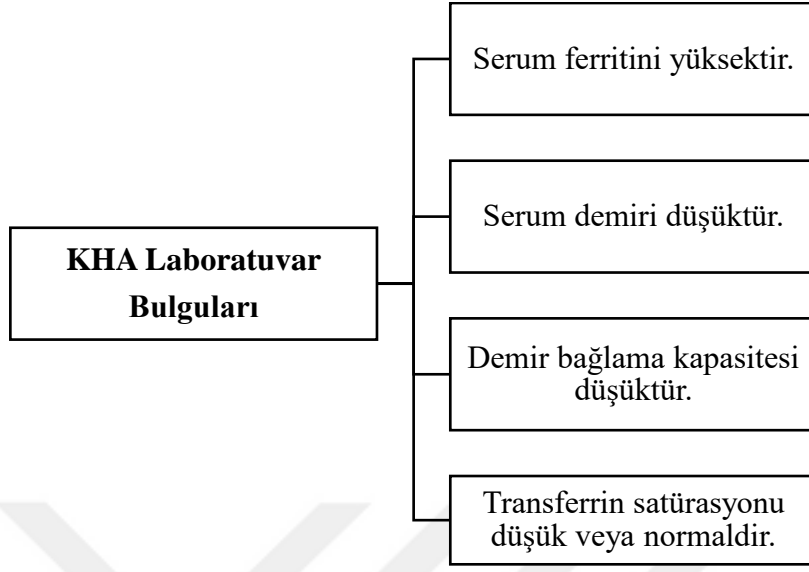 KHA Laboratuvar
Bulguları
Serum ferritini yüksektir.
Serum demiri düşüktür.
Demir bağlama kapasitesi
düşüktür.
Transferrin satürasyonu
düşük veya normaldir.